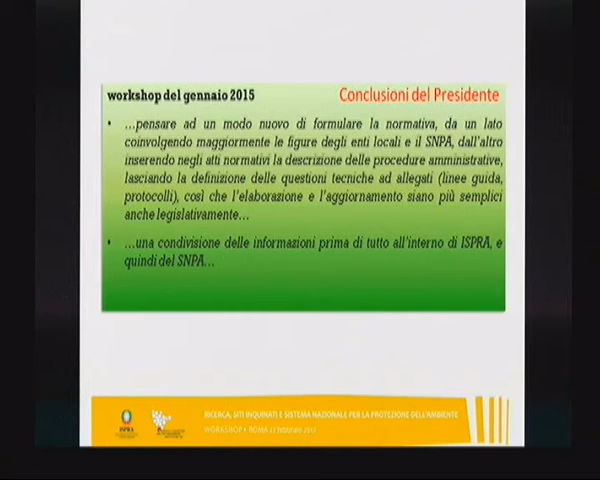 workshop del gennaio 2015
Conclusioni del Presidente
• …pensare ad un modo nuovo di formulare la normativa, da un lato
coinvolgendo maggiormente le figure degli enti locali e il SNPA, dall'altro
inserendo negli atti normativi la descrizione delle procedure amministrative,
lasciando la definizione delle questioni tecniche ad allegati (linee guida,
protocolli), così che l'elaborazione e l'aggiornamento siano più semplici
anche legislativamente…
• …una condivisione delle informazioni prima di tutto all'interno di ISPRA, e
quindi del SNPA…
ISPRA
RICERCA, SITI INQUINATI E SISTEMA NAZIONALE PER LA PROTEZIONE DELL'AMBIENTE
WORKSHOP • ROMA